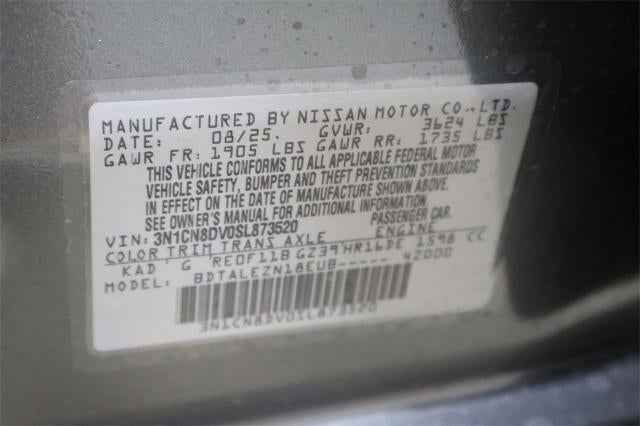 MANUFACTURED BY NISSAN MOTOR CO.,LTD.
DATE: 08/25. GVWR: 3624 LBS
GAWR FR: 1905 LBS GAWR RR: 1735 LBS
THIS VEHICLE CONFORMS TO ALL APPLICABLE FEDERAL MOTOR
VEHICLE SAFETY, BUMPER AND THEFT PREVENTION STANDARDS
IN EFFECT ON THE DATE OF MANUFACTURE SHOWN ABOVE.
SEE OWNER'S MANUAL FOR ADDITIONAL INFORMATION.
VIN: 3N1CN8DV0SL873520 PASSENGER CAR.
COLOR TRIM TRANS AXLE ENGINE
KAD G RE0F11B GZ39 HR16DE 1598 CC
BDTALEZN18EUB----- 42000
3N1CN8DV0SL873520